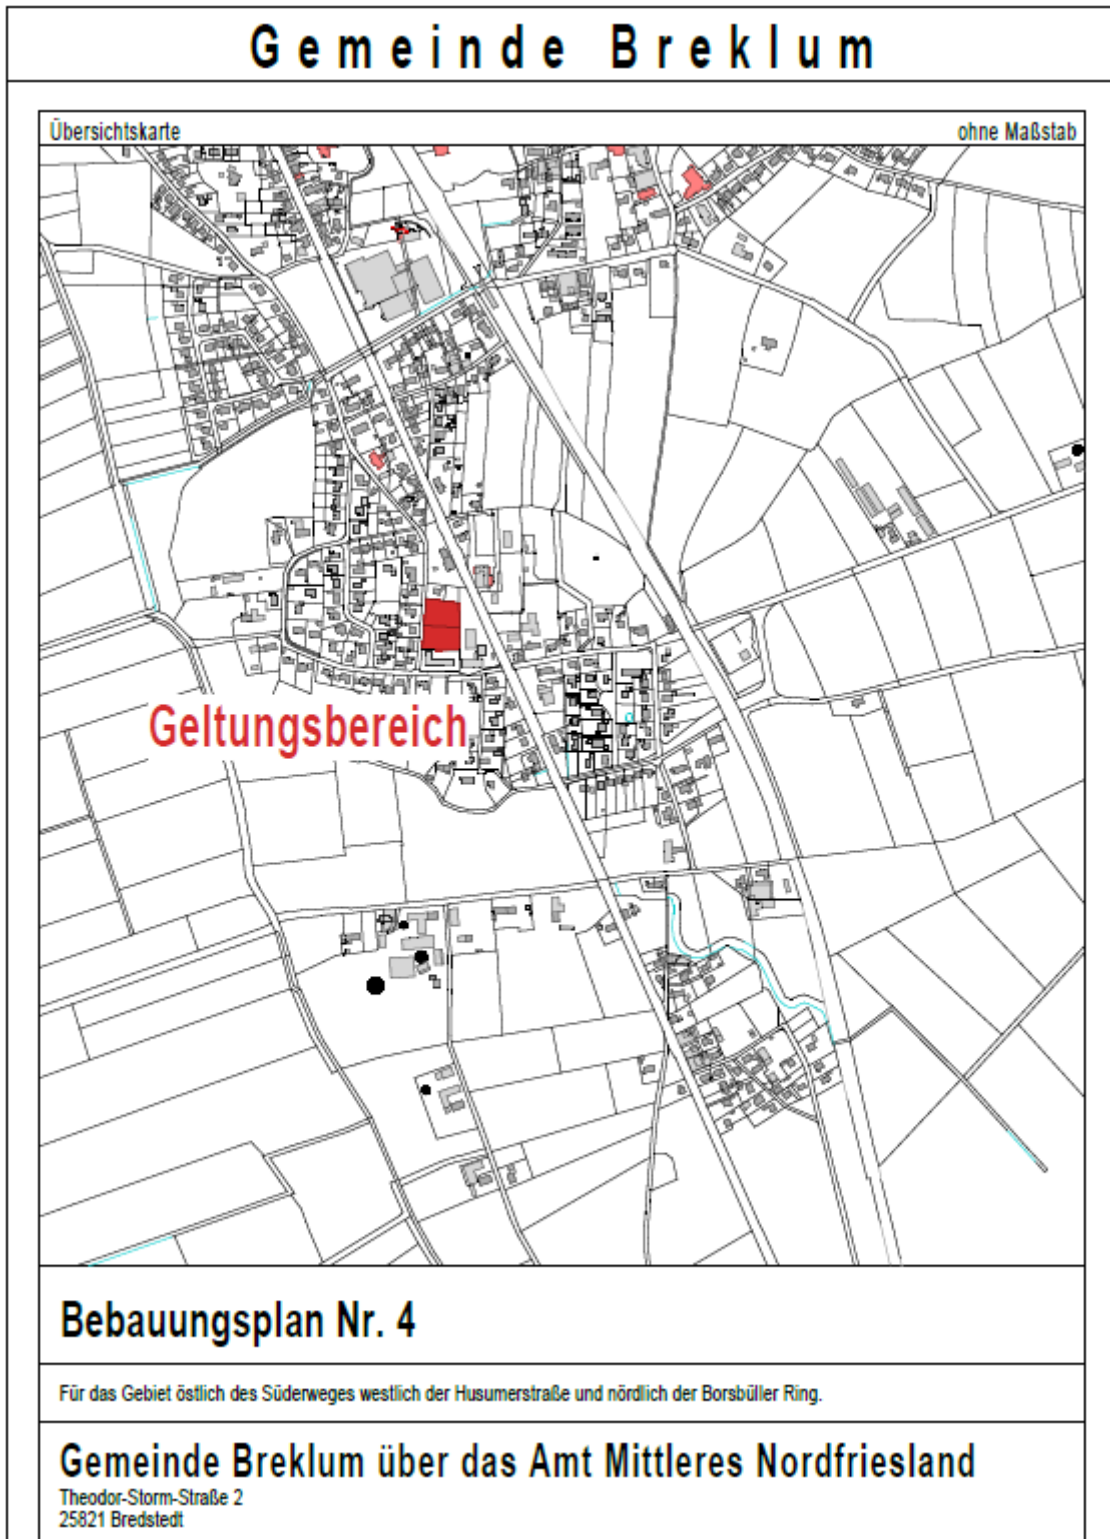 Gemeinde Breklum
Übersichtskarte
ohne Maßstab
Geltungsbereich
Bebauungsplan Nr. 4
Für das Gebiet östlich des Süderweges westlich der Husumerstraße und nördlich der Borsbüller Ring.
Gemeinde Breklum über das Amt Mittleres Nordfriesland
Theodor-Storm-Straße 2
25821 Bredstedt